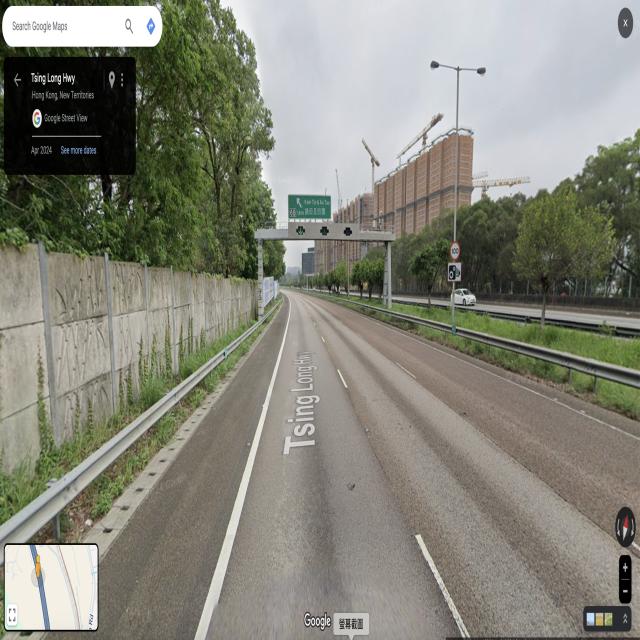 Search Google Maps
X
Tsing Long Hwy
Hong Kong, New Territories
Google Street View
Apr 2024
See more dates
Tsing Long Hwy
Rd
Google
螢幕截圖